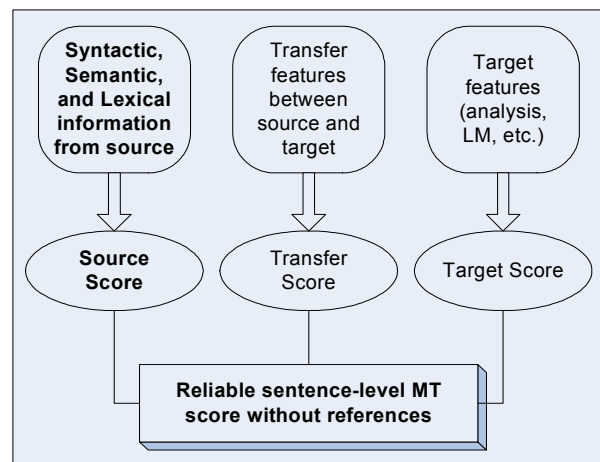 Syntactic,
Semantic,
and Lexical
information
from source
Transfer
features
between
source and
target
Target
features
(analysis,
LM, etc.)
Source
Score
Transfer
Score
Target Score
Reliable sentence-level MT
score without references